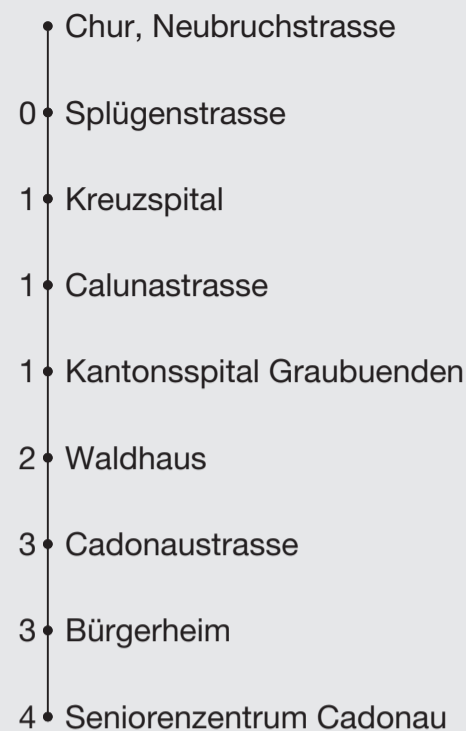 Chur, Neubruchstrasse
0 Splügenstrasse
1 Kreuzspital
1 Calunastrasse
1 Kantonsspital Graubuenden
2 Waldhaus
3 Cadonaustrasse
3 Bürgerheim
4 Seniorenzentrum Cadonau